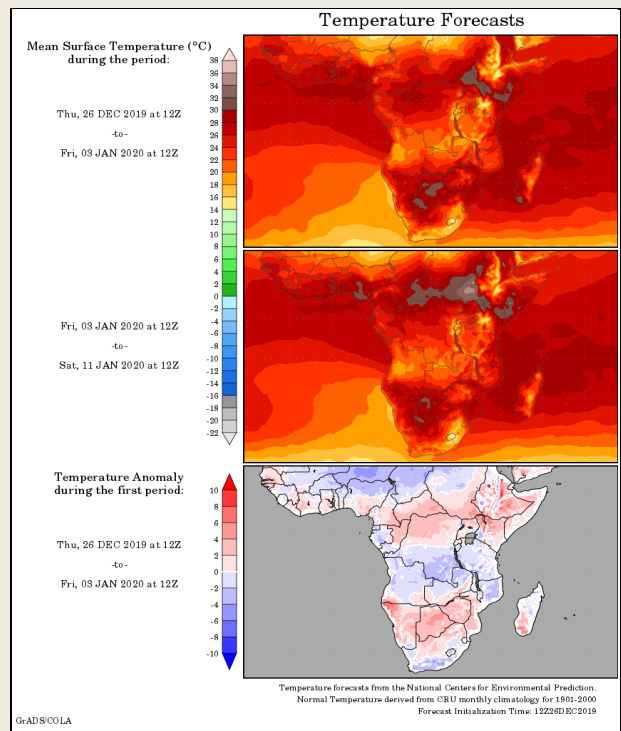 Temperature Forecasts
Mean Surface Temperature (°C)
during the period:
Thu, 26 DEC 2019 at 12Z
-to-
Fri, 03 JAN 2020 at 12Z
38
36
34
32
30
28
26
24
22
20
18
16
14
12
10
8
6
4
2
0
-2
-4
-6
-8
-10
-12
-14
-16
-18
-20
-22
Fri, 03 JAN 2020 at 12Z
-to-
Sat, 11 JAN 2020 at 12Z
Temperature Anomaly
during the first period:
Thu, 26 DEC 2019 at 12Z
-to-
Fri, 03 JAN 2020 at 12Z
10
8
6
4
2
0
-2
-4
-6
-8
-10
Temperature forecasts from the National Centers for Environmental Prediction.
Normal Temperature derived from CRU monthly climatology for 1901-2000
Forecast Initialization Time: 12Z26DEC2019
GrADS/COLA